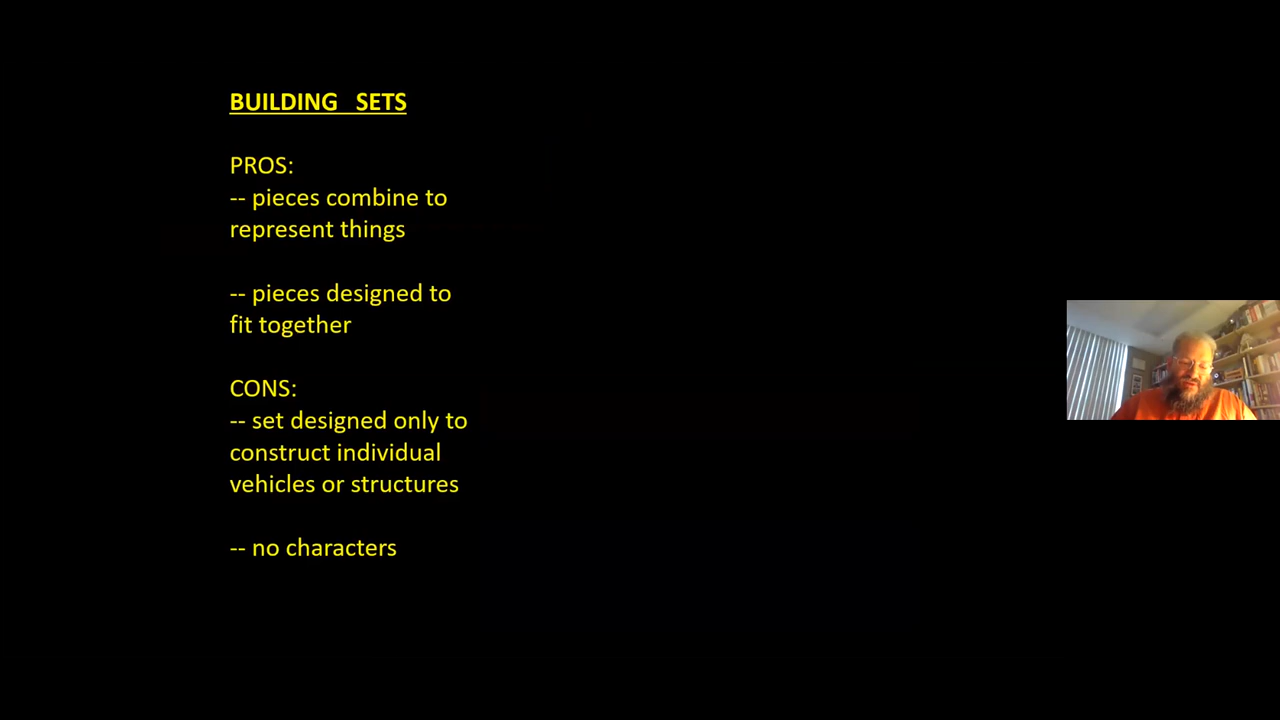 BUILDING SETS
PROS:
-- pieces combine to
represent things
-- pieces designed to
fit together
CONS:
-- set designed only to
construct individual
vehicles or structures
-- no characters